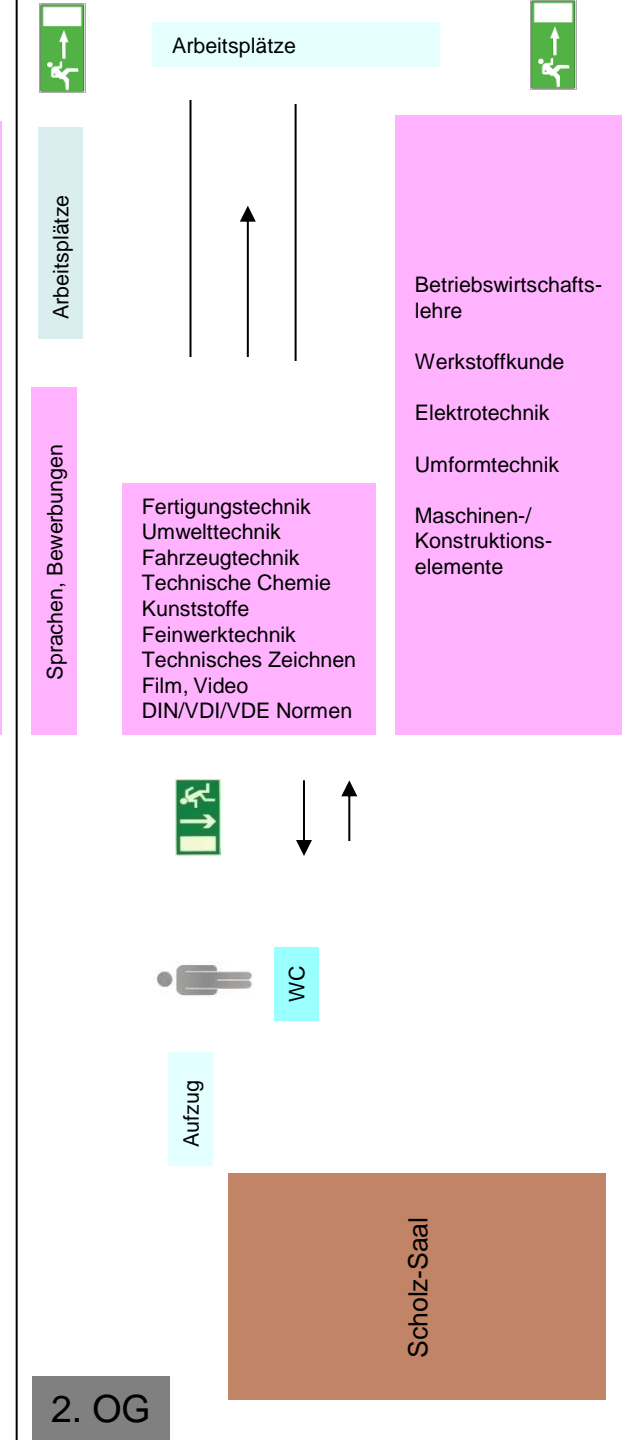 Arbeitsplätze
Arbeitsplätze
Betriebswirtschafts-
lehre
Werkstoffkunde
Elektrotechnik
Umformtechnik
Maschinen-/
Konstruktions-
elemente
Sprachen, Bewerbungen
Fertigungstechnik
Umwelttechnik
Fahrzeugtechnik
Technische Chemie
Kunststoffe
Feinwerktechnik
Technisches Zeichnen
Film, Video
DIN/VDI/VDE Normen
WC
Aufzug
Scholz-Saal
2. OG